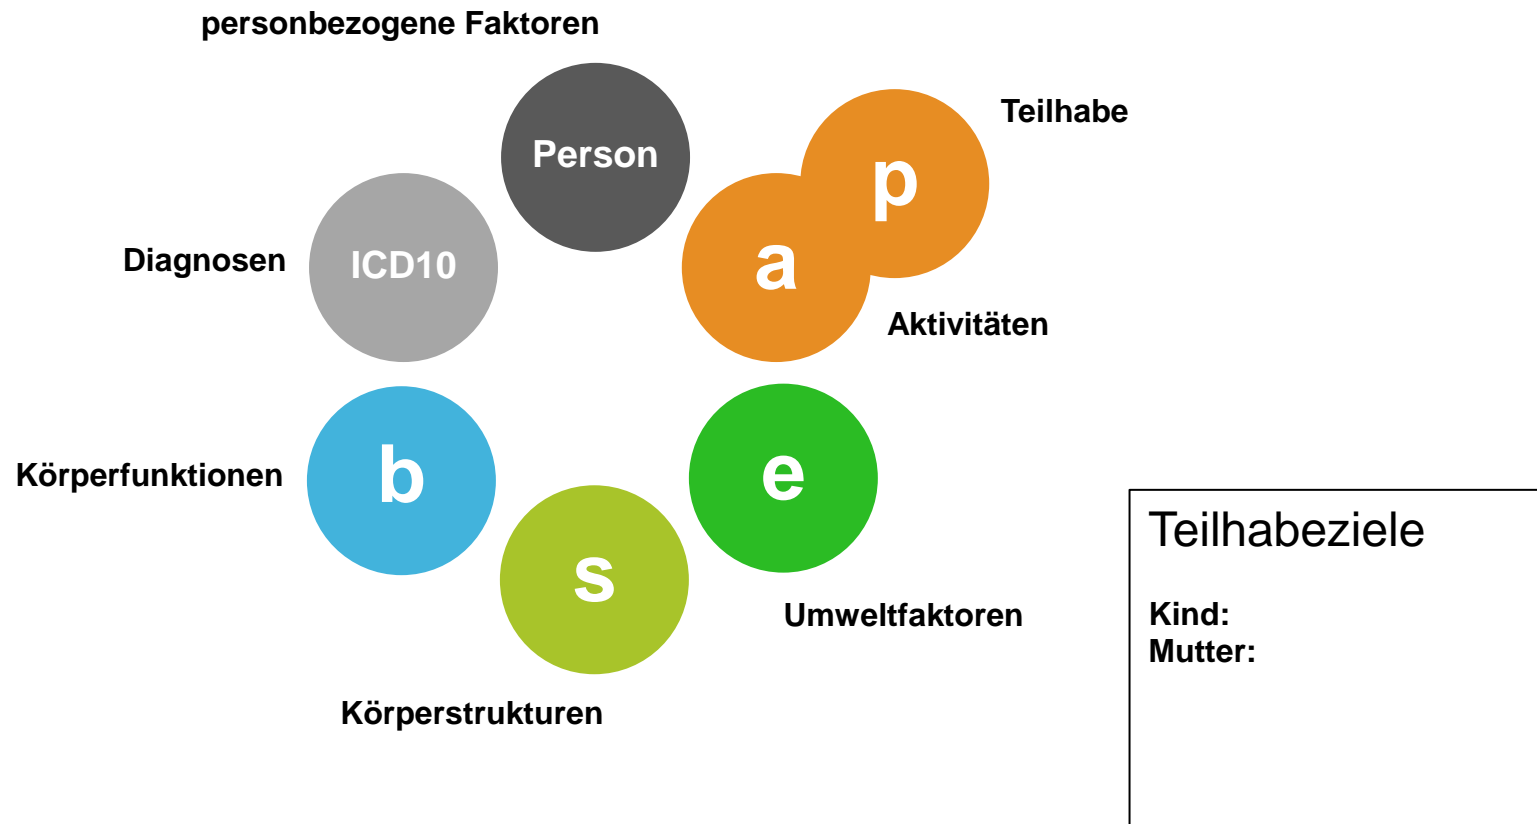 personbezogene Faktoren
Person
Teilhabe
p
a
Diagnosen
ICD10
Aktivitäten
Körperfunktionen
b
e
s
Umweltfaktoren
Körperstrukturen
Teilhabeziele
Kind:
Mutter: